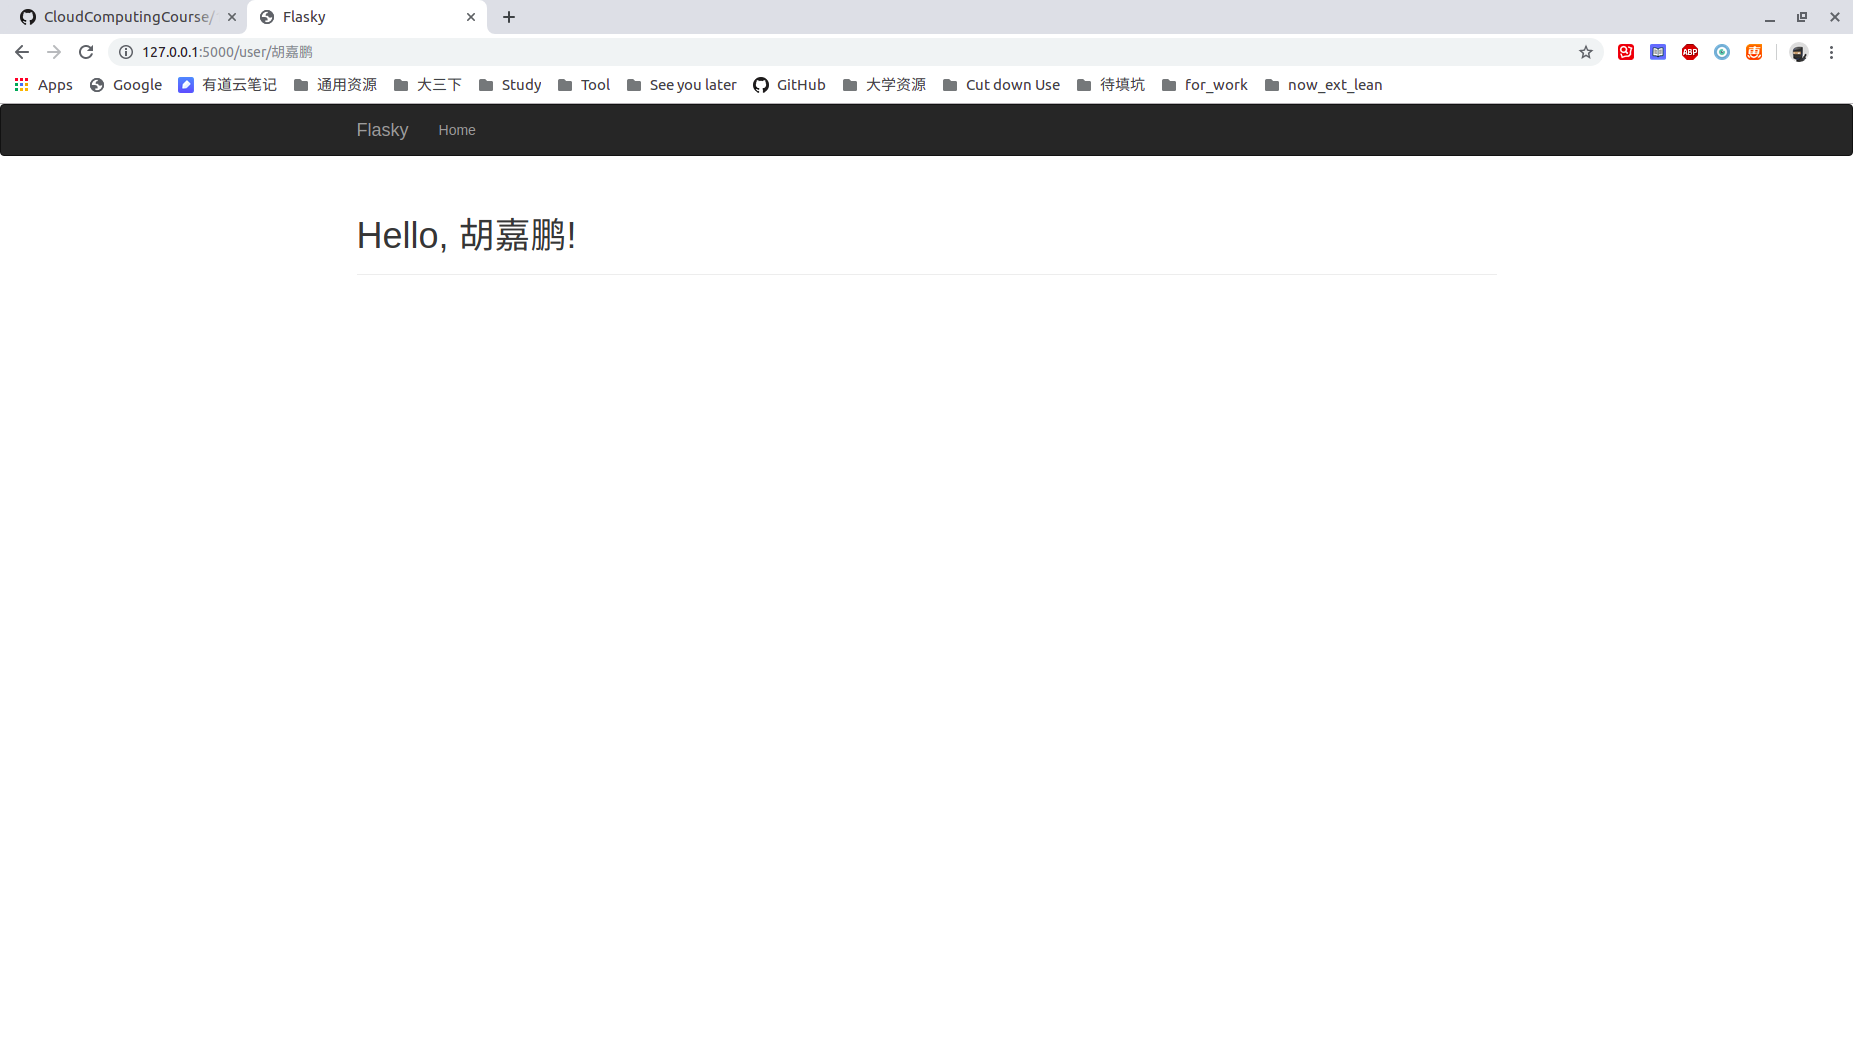 CloudComputingCourse/ Flasky
127.0.0.1:5000/user/胡嘉鹏 ABP 惠
Apps Google 有道云笔记 通用资源 大三下 Study Tool See you later GitHub 大学资源 Cut down Use 待填坑 for_work now_ext_lean
Flasky Home
Hello, 胡嘉鹏!